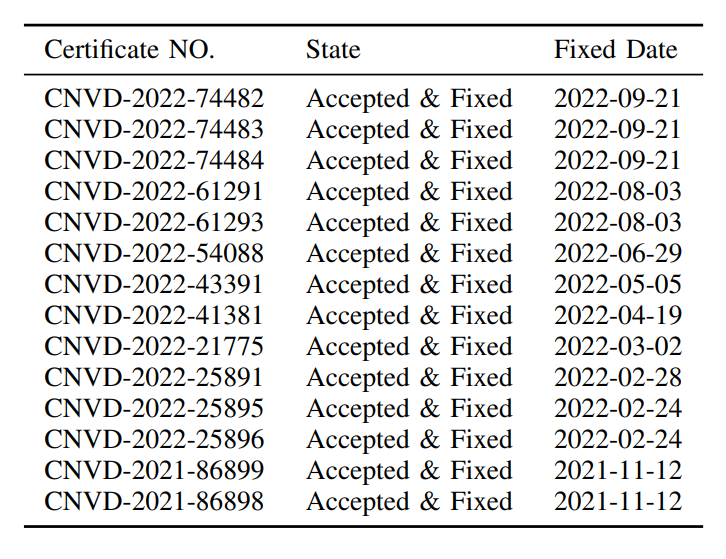 Certificate NO. State Fixed Date
CNVD-2022-74482 Accepted & Fixed 2022-09-21
CNVD-2022-74483 Accepted & Fixed 2022-09-21
CNVD-2022-74484 Accepted & Fixed 2022-09-21
CNVD-2022-61291 Accepted & Fixed 2022-08-03
CNVD-2022-61293 Accepted & Fixed 2022-08-03
CNVD-2022-54088 Accepted & Fixed 2022-06-29
CNVD-2022-43391 Accepted & Fixed 2022-05-05
CNVD-2022-41381 Accepted & Fixed 2022-04-19
CNVD-2022-21775 Accepted & Fixed 2022-03-02
CNVD-2022-25891 Accepted & Fixed 2022-02-28
CNVD-2022-25895 Accepted & Fixed 2022-02-24
CNVD-2022-25896 Accepted & Fixed 2022-02-24
CNVD-2021-86899 Accepted & Fixed 2021-11-12
CNVD-2021-86898 Accepted & Fixed 2021-11-12